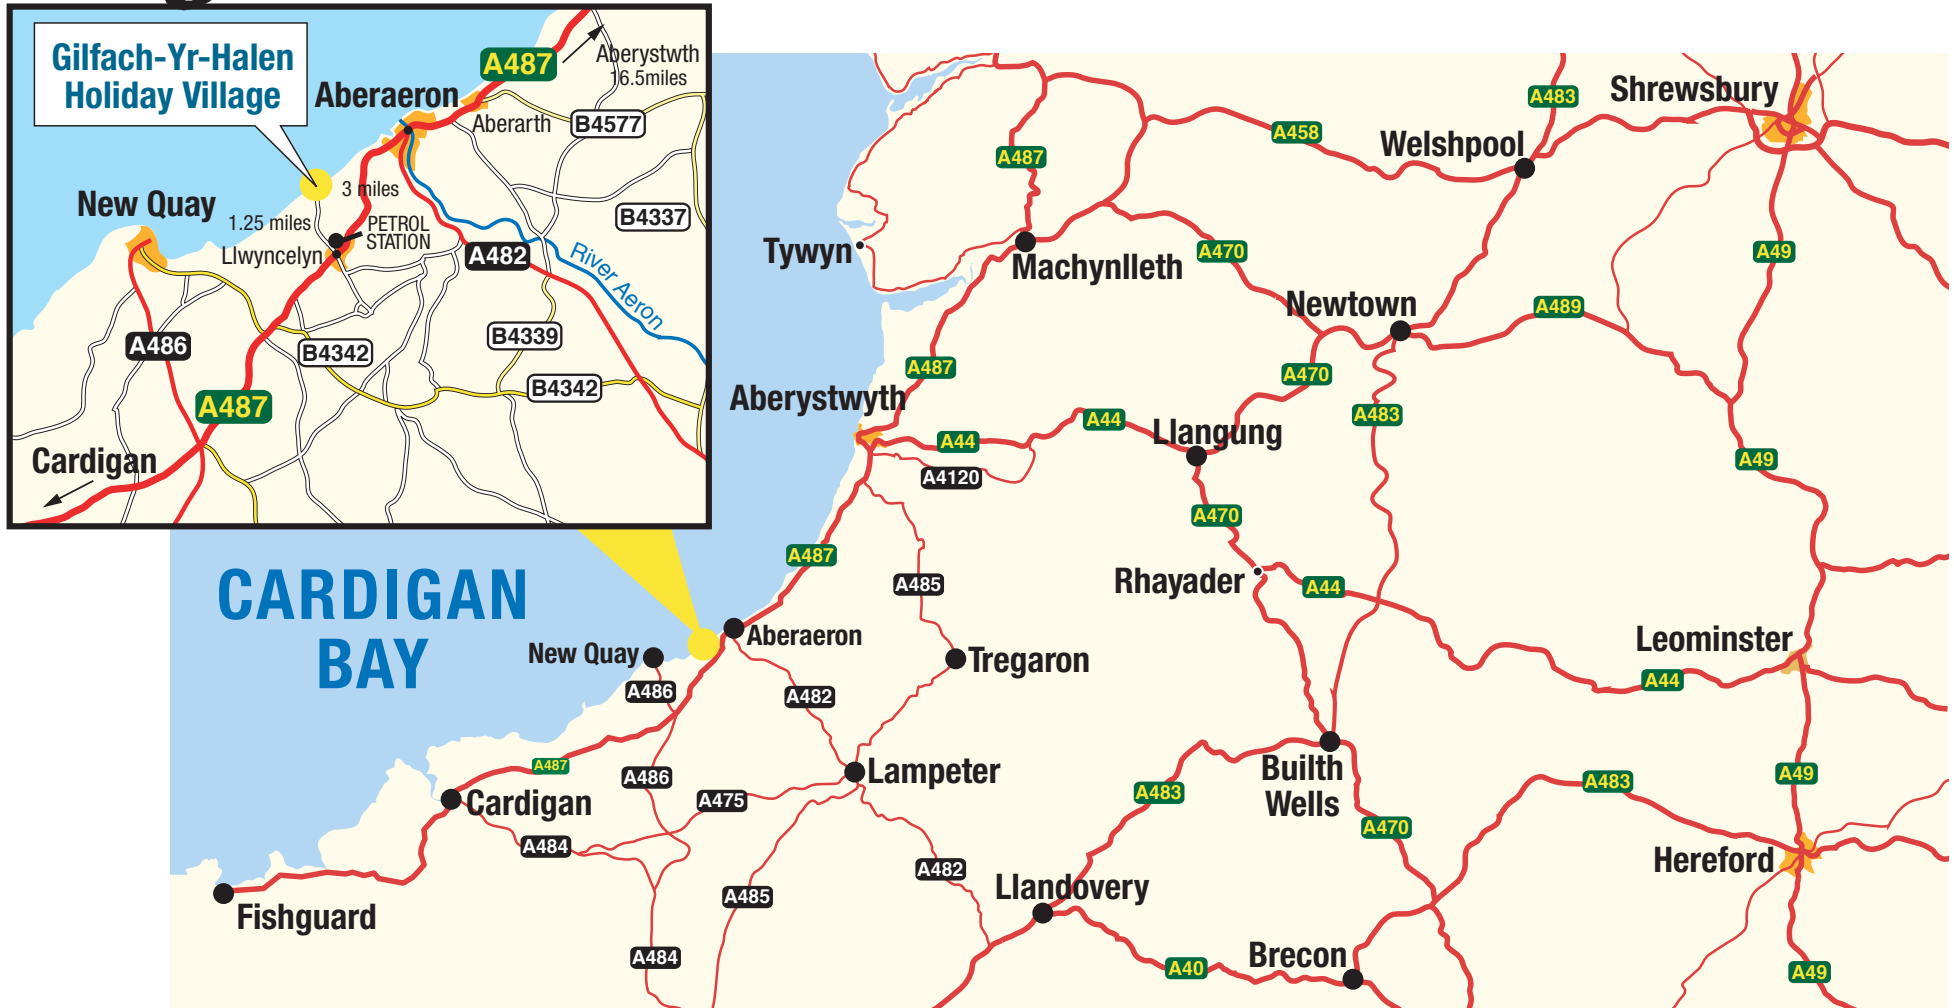 Gilfach-Yr-Halen
Holiday Village
A487
Aberystwth
16.5miles
Aberaeron
Aberarth
B4577
3 miles
New Quay
1.25 miles
PETROL
STATION
B4337
Llwyncelyn
A482
River Aeron
A486
B4342
B4339
B4342
A487
Cardigan
CARDIGAN
BAY
A483
Shrewsbury
A458
Welshpool
A487
Tywyn
Machynlleth
A470
A49
Newtown
A489
A487
A470
Aberystwyth
A44
A44
Llangung
A483
A4120
A49
A470
A487
A485
Rhayader
A44
New Quay
Aberaeron
Tregaron
Leominster
A486
A482
A44
A487
A486
Lampeter
Builth
Wells
A49
Cardigan
A475
A483
A483
A484
A470
A482
Hereford
Fishguard
A485
Llandovery
A484
A40
Brecon
A49